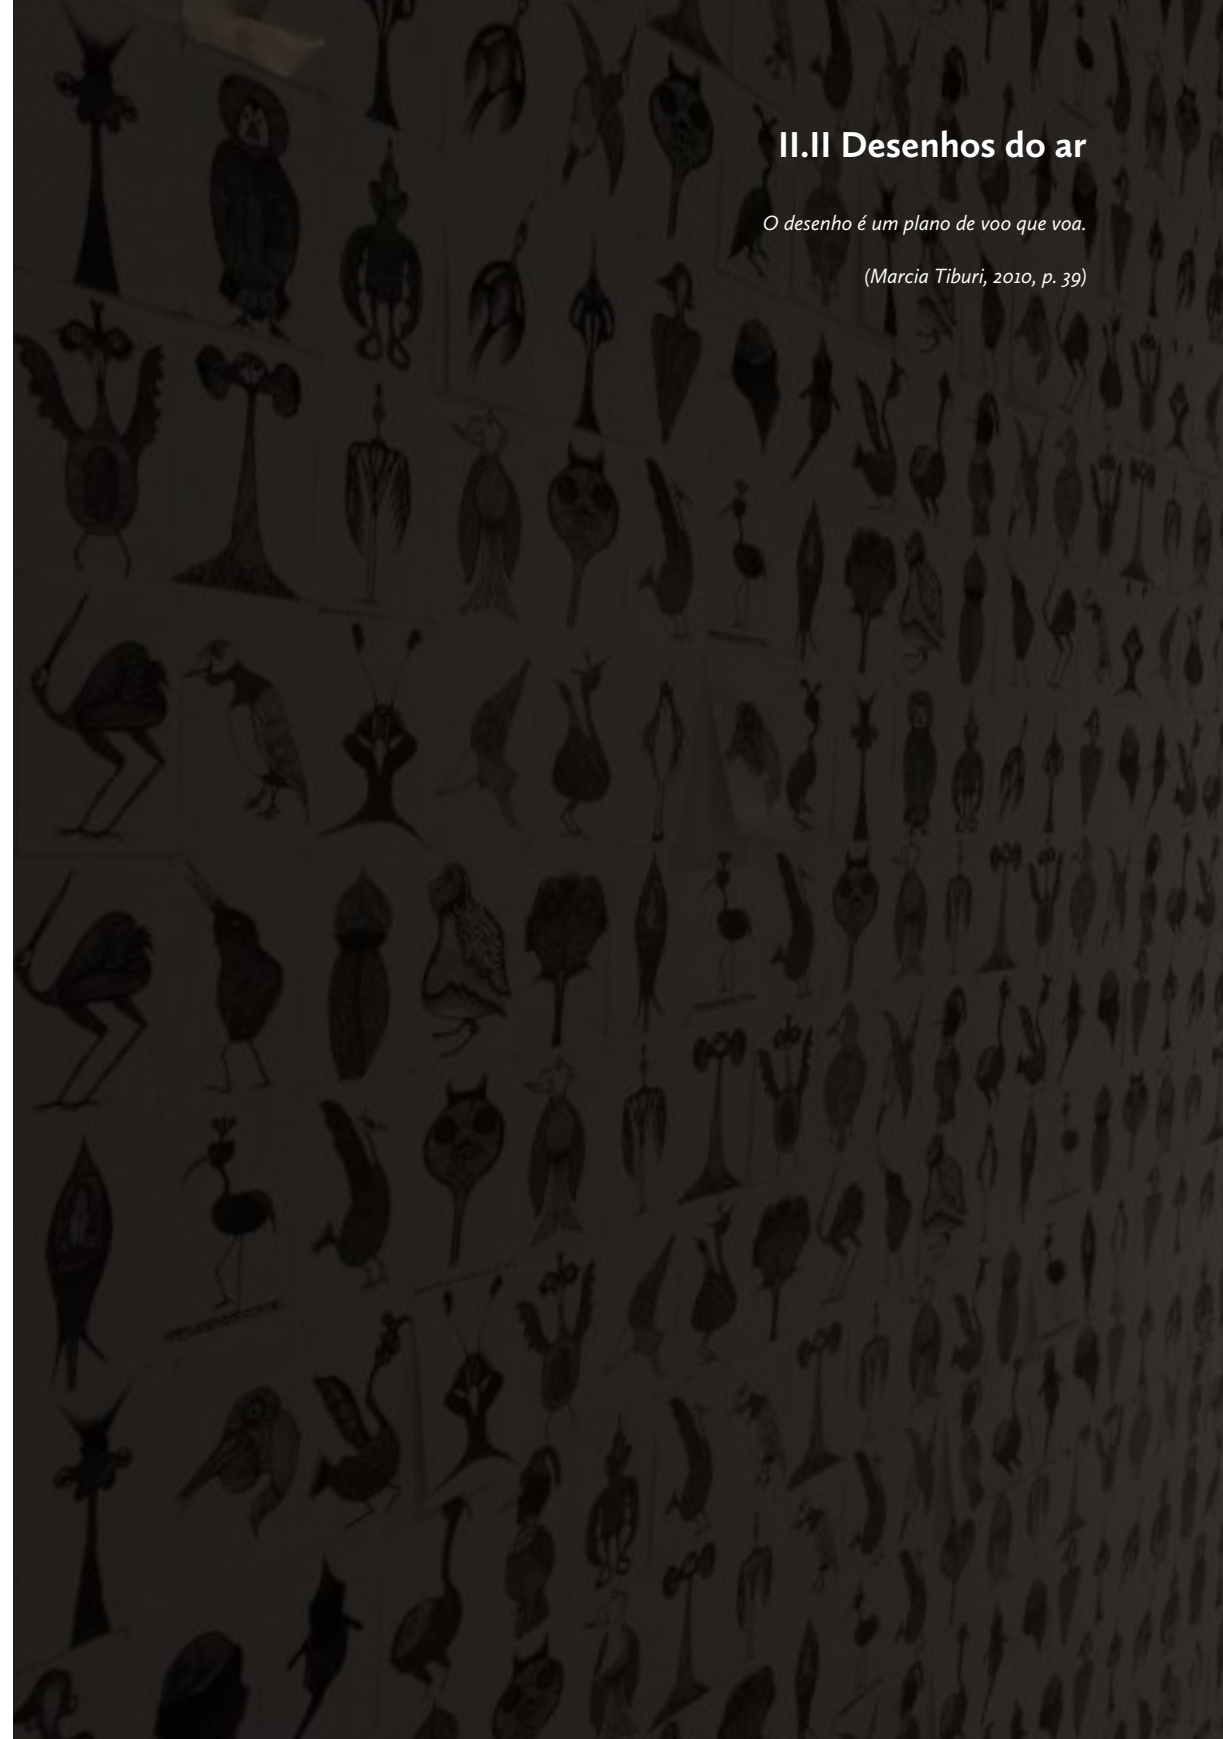 II.II Desenhos do ar
O desenho é um plano de voo que voa.
(Marcia Tiburi, 2010, p. 39)